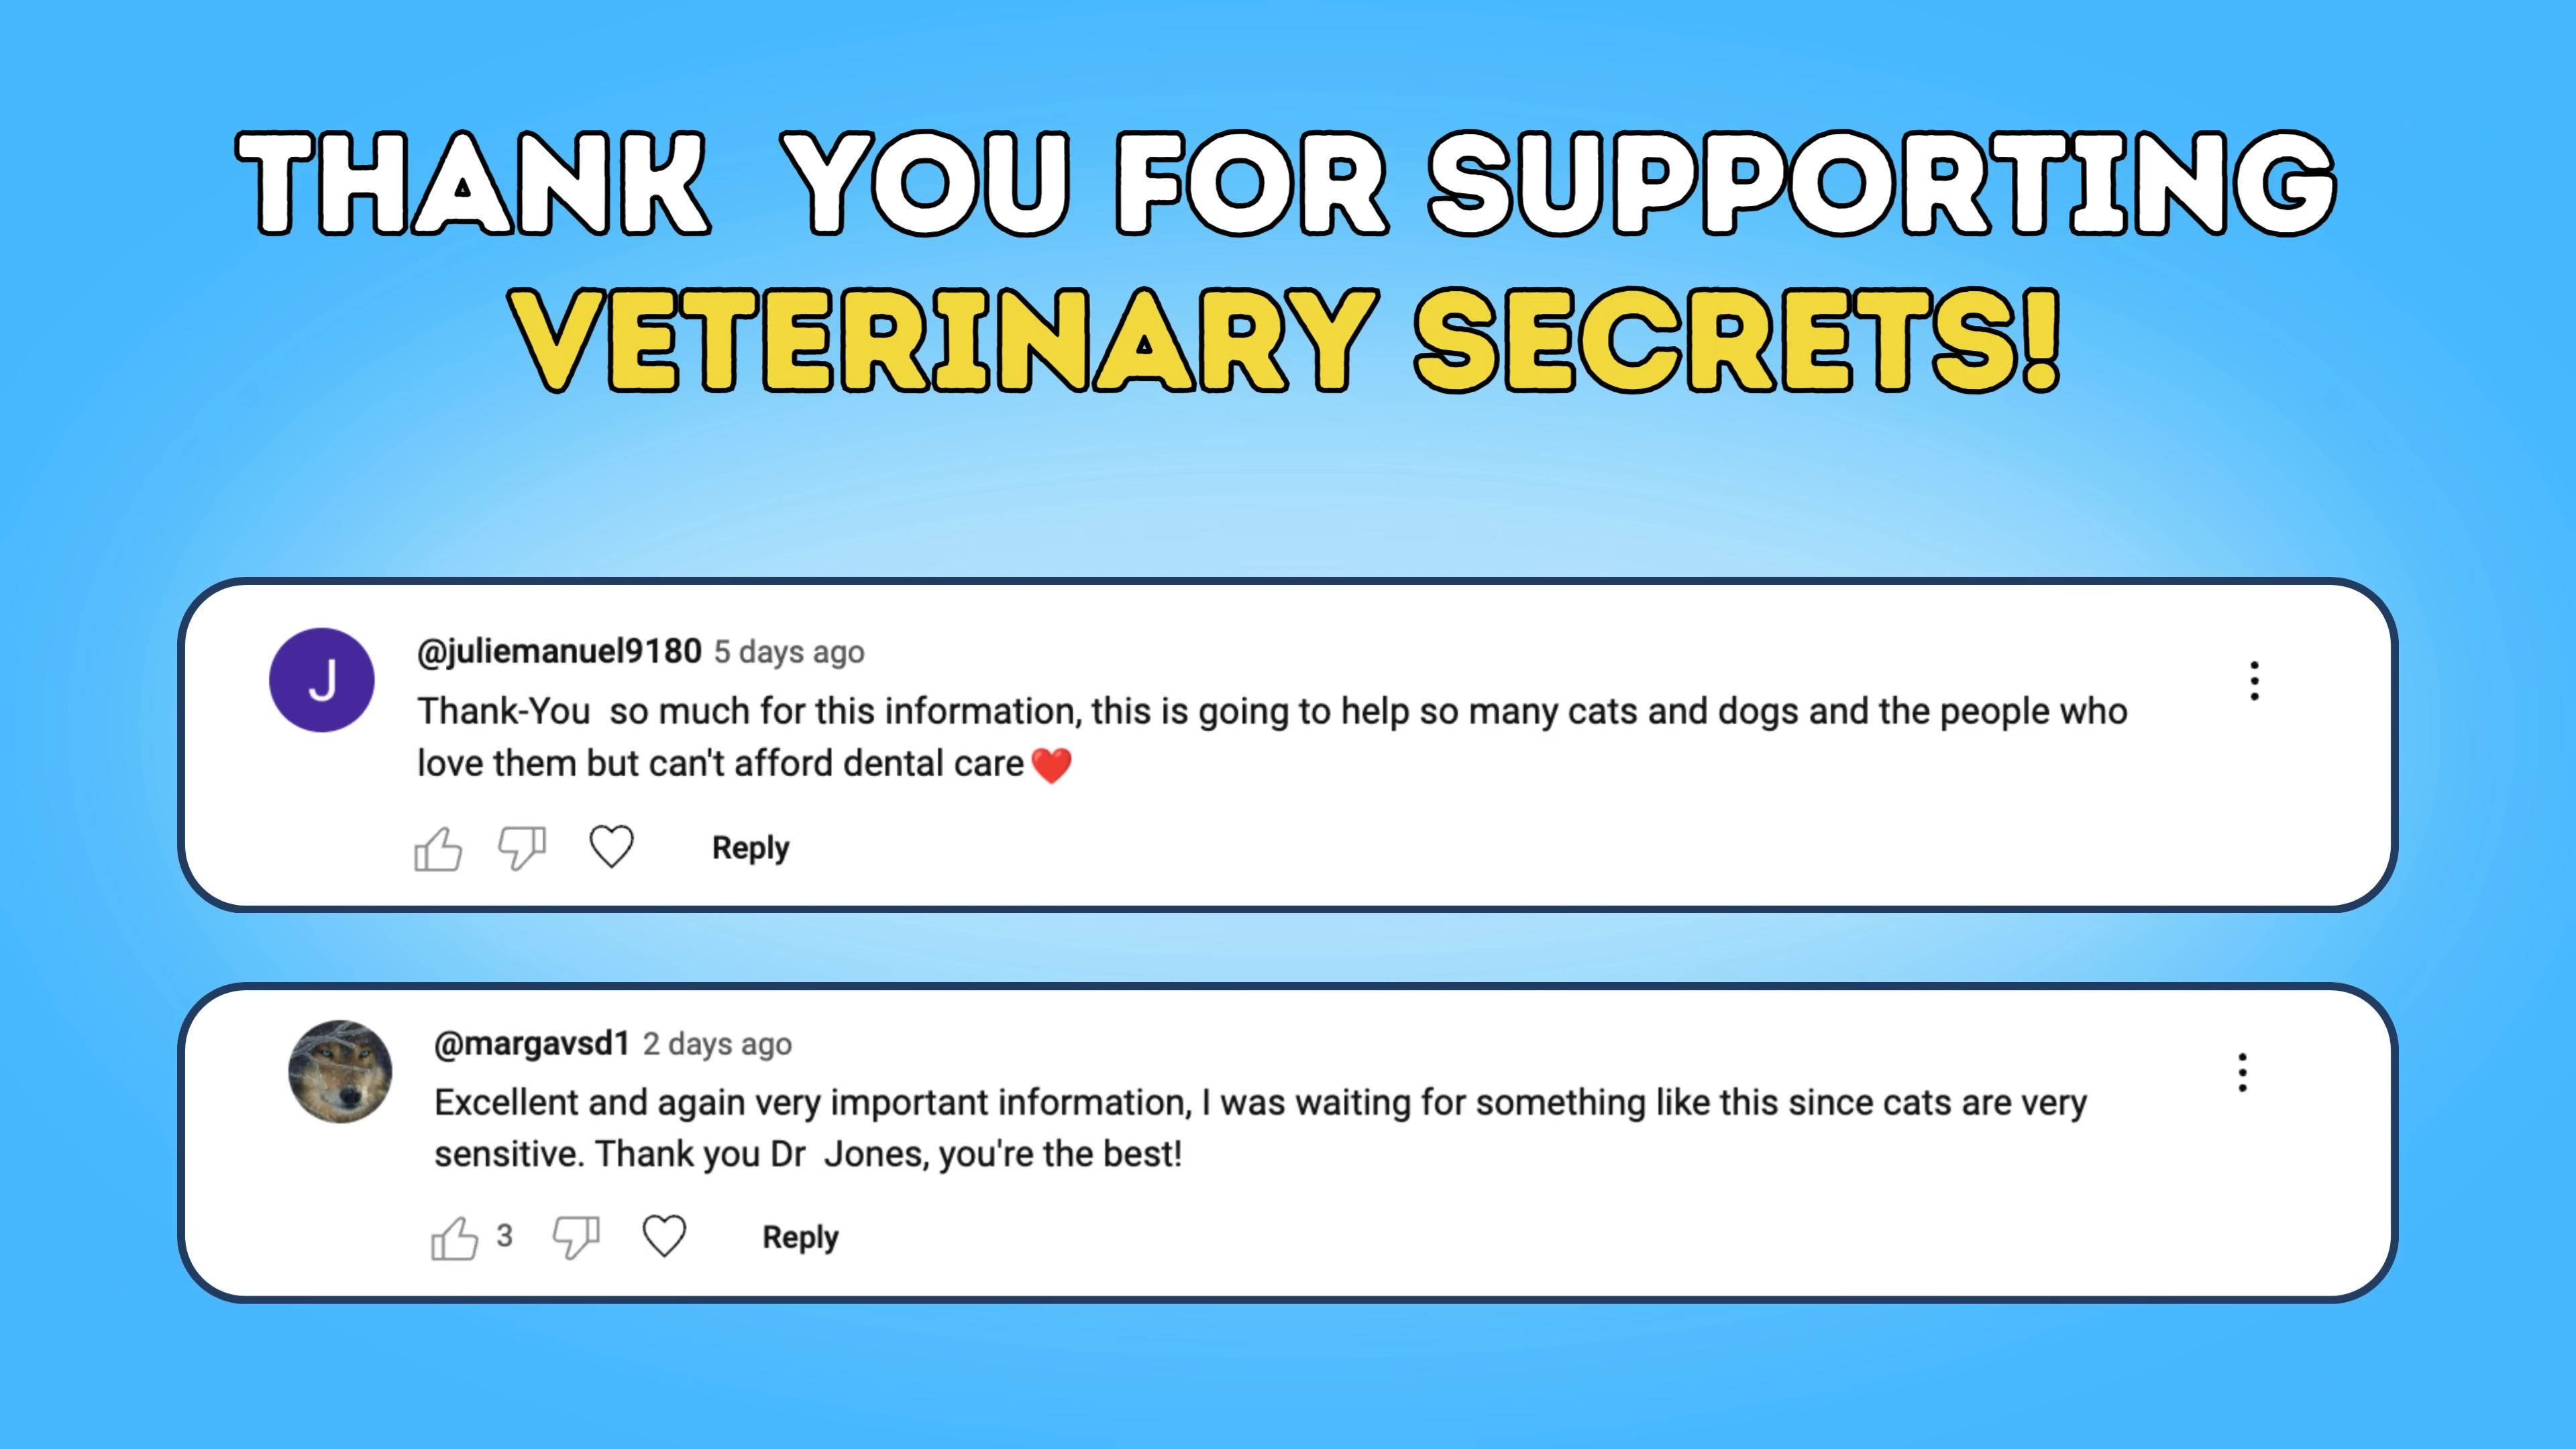 THANK  YOU FOR SUPPORTING
VETERINARY SECRETS!
J
@juliemanuel9180 5 days ago
Thank-You  so much for this information, this is going to help so many cats and dogs and the people who
love them but can't afford dental care❤️
Reply
@margavsd1 2 days ago
Excellent and again very important information, I was waiting for something like this since cats are very
sensitive. Thank you Dr  Jones, you're the best!
3 Reply